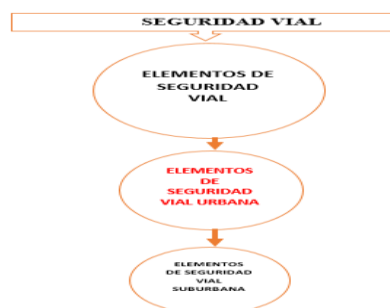 SEGURIDAD VIAL
ELEMENTOS DE
SEGURIDAD
VIAL
ELEMENTOS
DE
SEGURIDAD
VIAL URBANA
ELEMENTOS
DE SEGURIDAD
VIAL
SUBURBANA